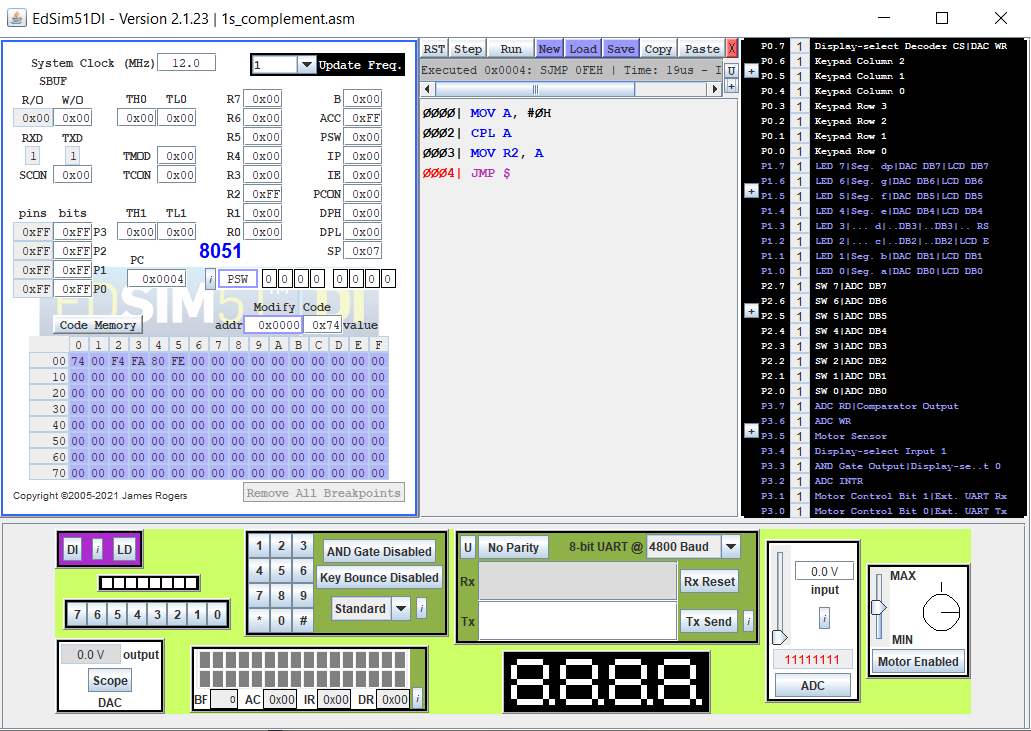 EdSim51DI - Version 2.1.23 | 1s_complement.asm
System Clock (MHz) 12.0 1 Update Freq.
SBUF
R/O W/O TH0 TL0 R7 0x00 B 0x00
0x00 0x00 0x00 0x00 R6 0x00 ACC 0xFF
RXD TXD R5 0x00 PSW 0x00
1 1 TMOD 0x00 R4 0x00 IP 0x00
SCON 0x00 TCON 0x00 R3 0x00 IE 0x00
R2 0xFF PCON 0x00
pins bits TH1 TL1 R1 0x00 DPH 0x00
0xFF 0xFF P3 0x00 0x00 R0 0x00 DPL 0x00
0xFF 0xFF P2 8051 SP 0x07
0xFF 0xFF P1 PC 0x0004 i PSW 0 0 0 0 0 0 0 0
0xFF 0xFF P0
EDSIM51DI
Modify Code
Code Memory addr 0x0000 0x74 value
0 1 2 3 4 5 6 7 8 9 A B C D E F
00 74 00 F4 FA 80 FE 00 00 00 00 00 00 00 00 00 00
10 00 00 00 00 00 00 00 00 00 00 00 00 00 00 00 00
20 00 00 00 00 00 00 00 00 00 00 00 00 00 00 00 00
30 00 00 00 00 00 00 00 00 00 00 00 00 00 00 00 00
40 00 00 00 00 00 00 00 00 00 00 00 00 00 00 00 00
50 00 00 00 00 00 00 00 00 00 00 00 00 00 00 00 00
60 00 00 00 00 00 00 00 00 00 00 00 00 00 00 00 00
70 00 00 00 00 00 00 00 00 00 00 00 00 00 00 00 00
Copyright ©2005-2021 James Rogers Remove All Breakpoints
RST Step Run New Load Save Copy Paste X
Executed 0x0004: SJMP 0FEH | Time: 19us - I U
+
0000| MOV A, #0H
0002| CPL A
0003| MOV R2, A
0004| JMP $
P0.7 1 Display-select Decoder CS|DAC WR
P0.6 1 Keypad Column 2
+
P0.5 1 Keypad Column 1
P0.4 1 Keypad Column 0
P0.3 1 Keypad Row 3
P0.2 1 Keypad Row 2
P0.1 1 Keypad Row 1
P0.0 1 Keypad Row 0
P1.7 1 LED 7|Seg. dp|DAC DB7|LCD DB7
P1.6 1 LED 6|Seg. g|DAC DB6|LCD DB6
+
P1.5 1 LED 5|Seg. f|DAC DB5|LCD DB5
P1.4 1 LED 4|Seg. e|DAC DB4|LCD DB4
P1.3 1 LED 3|... d|..DB3|..DB3|.. RS
P1.2 1 LED 2|... c|..DB2|..DB2|LCD E
P1.1 1 LED 1|Seg. b|DAC DB1|LCD DB1
P1.0 1 LED 0|Seg. a|DAC DB0|LCD DB0
P2.7 1 SW 7|ADC DB7
P2.6 1 SW 6|ADC DB6
+
P2.5 1 SW 5|ADC DB5
P2.4 1 SW 4|ADC DB4
P2.3 1 SW 3|ADC DB3
P2.2 1 SW 2|ADC DB2
P2.1 1 SW 1|ADC DB1
P2.0 1 SW 0|ADC DB0
P3.7 1 ADC RD|Comparator Output
P3.6 1 ADC WR
+
P3.5 1 Motor Sensor
P3.4 1 Display-select Input 1
P3.3 1 AND Gate Output|Display-se..t 0
P3.2 1 ADC INTR
P3.1 1 Motor Control Bit 1|Ext. UART Rx
P3.0 1 Motor Control Bit 0|Ext. UART Tx
DI i LD
7 6 5 4 3 2 1 0
0.0 V output
Scope
DAC
1 2 3 AND Gate Disabled
4 5 6 Key Bounce Disabled
7 8 9 Standard i
* 0 #
BF 0 AC 0x00 IR 0x00 DR 0x00 i
U No Parity 8-bit UART @ 4800 Baud
Rx Rx Reset
Tx Tx Send i
8.8.8.8.
0.0 V
input
i
11111111
ADC
MAX
MIN
Motor Enabled